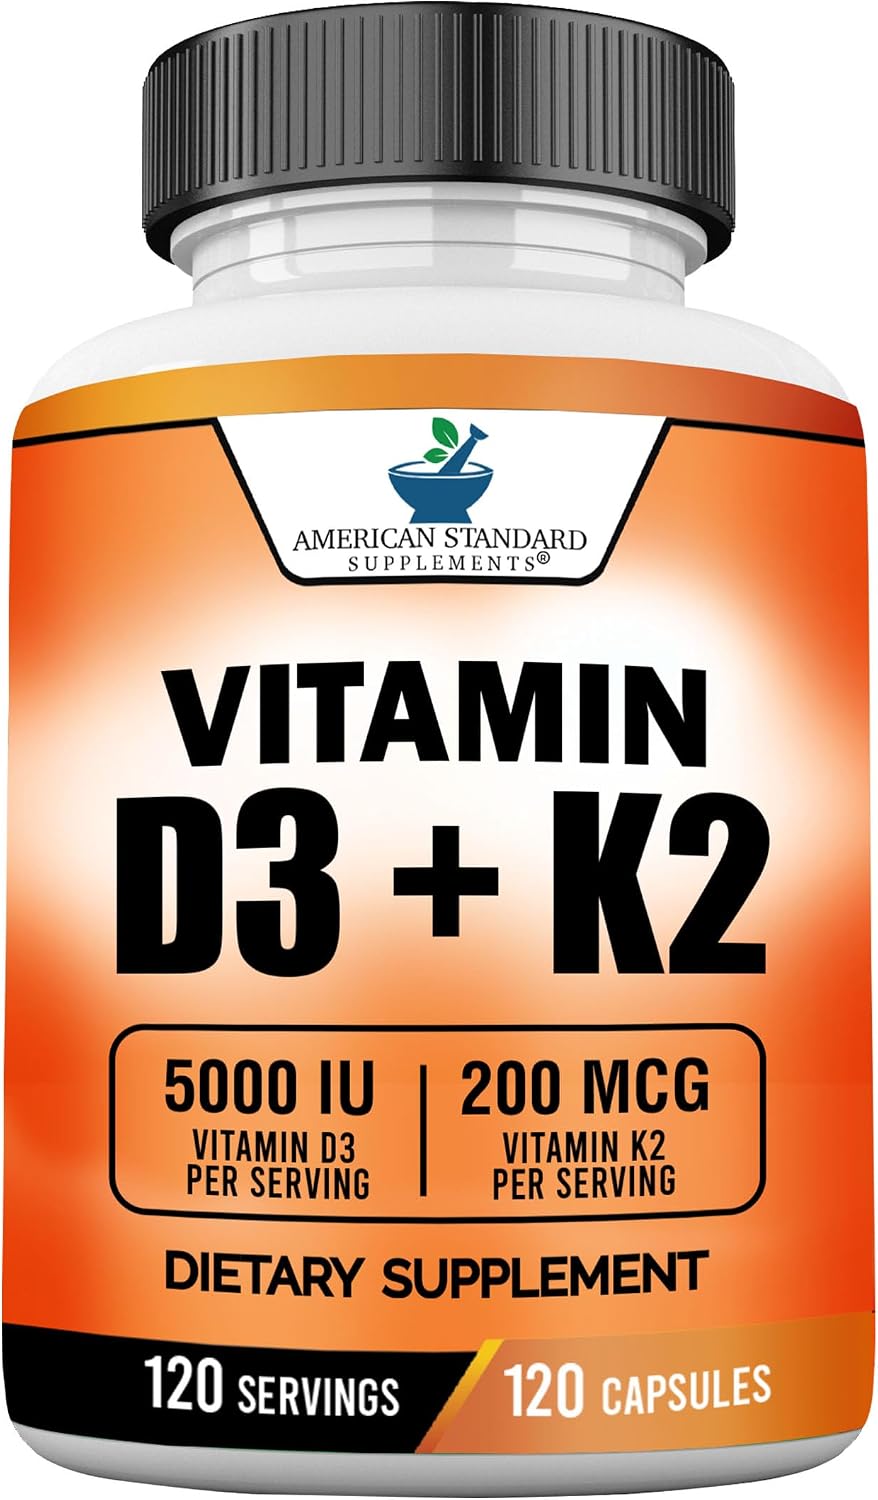 AMERICAN STANDARD
SUPPLEMENTS®
VITAMIN
D3 + K2
5000 IU
VITAMIN D3
PER SERVING
200 MCG
VITAMIN K2
PER SERVING
DIETARY SUPPLEMENT
120 SERVINGS
120 CAPSULES